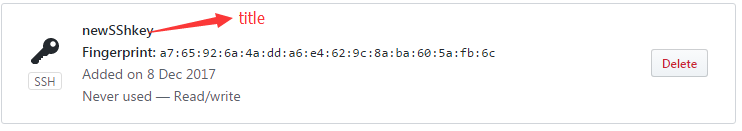 newSShkey
title
Fingerprint: a7:65:92:6a:4a:dd:a6:e4:62:9c:8a:ba:60:5a:fb:6c
Added on 8 Dec 2017
Never used — Read/write
SSH
Delete